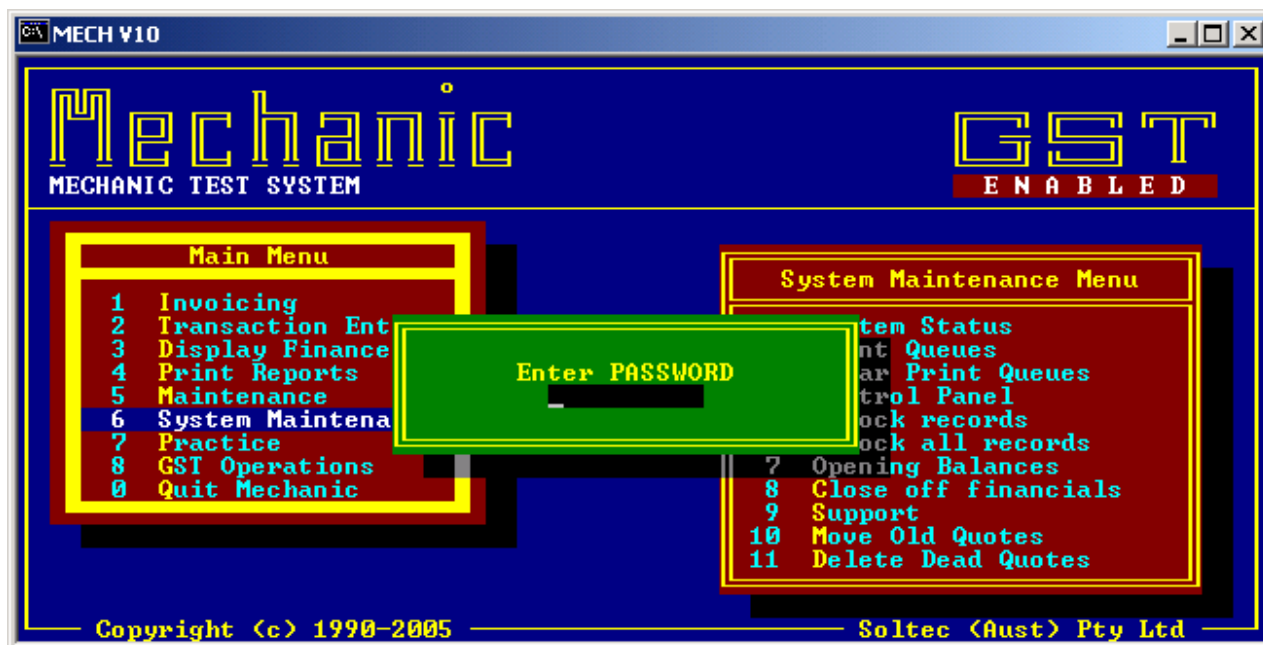 MECH V10
Mechanic
MECHANIC TEST SYSTEM
GST
ENABLED
Main Menu
1 Invoicing
2 Transaction Ent
3 Display Finance
4 Print Reports
5 Maintenance
6 System Maintena
7 Practice
8 GST Operations
0 Quit Mechanic
Enter PASSWORD
System Maintenance Menu
tem Status
nt Queues
ar Print Queues
trol Panel
ock records
ock all records
7 Opening Balances
8 Close off financials
9 Support
10 Move Old Quotes
11 Delete Dead Quotes
Copyright (c) 1990-2005
Soltec (Aust) Pty Ltd